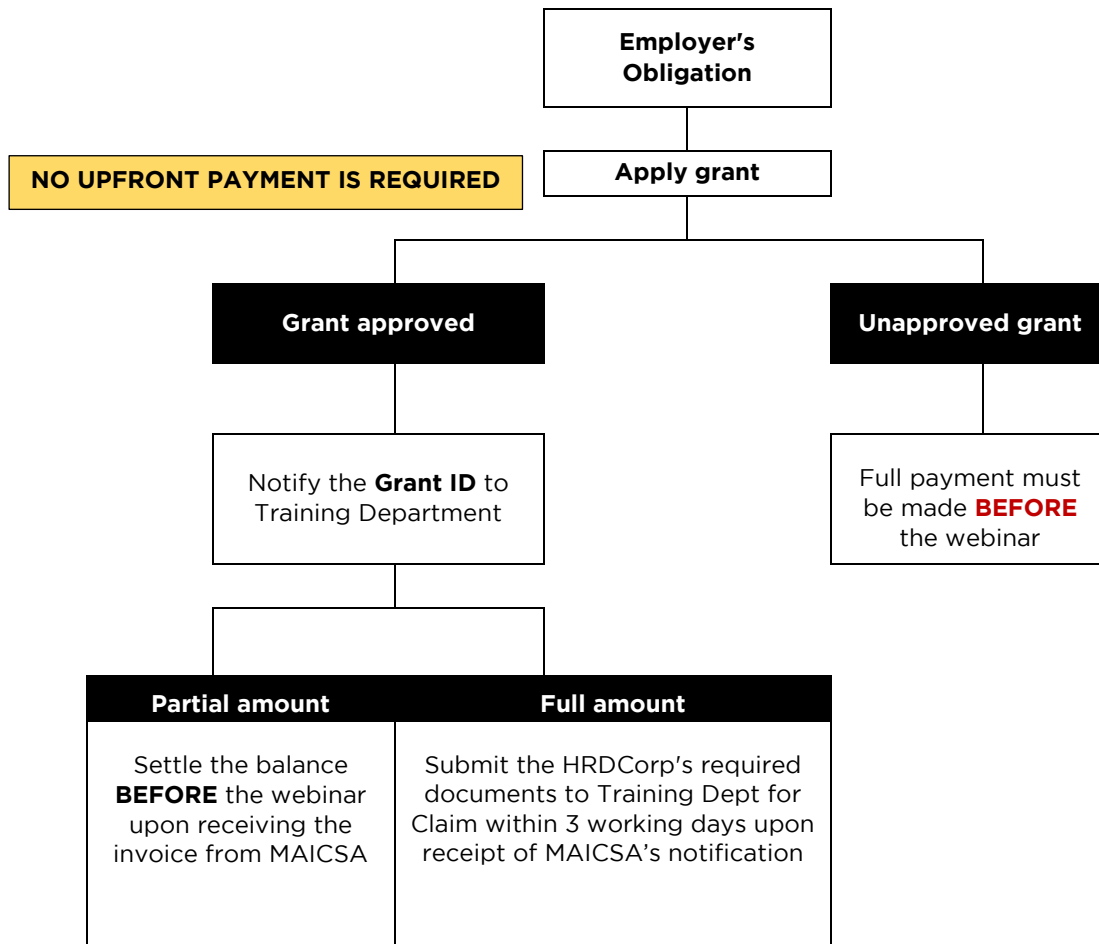 Employer's
Obligation
NO UPFRONT PAYMENT IS REQUIRED
Apply grant
Grant approved
Unapproved grant
Notify the Grant ID to
Training Department
Full payment must
be made BEFORE
the webinar
Partial amount
Full amount
Settle the balance
BEFORE the webinar
upon receiving the
invoice from MAICSA
Submit the HRDCorp's required
documents to Training Dept for
Claim within 3 working days upon
receipt of MAICSA’s notification